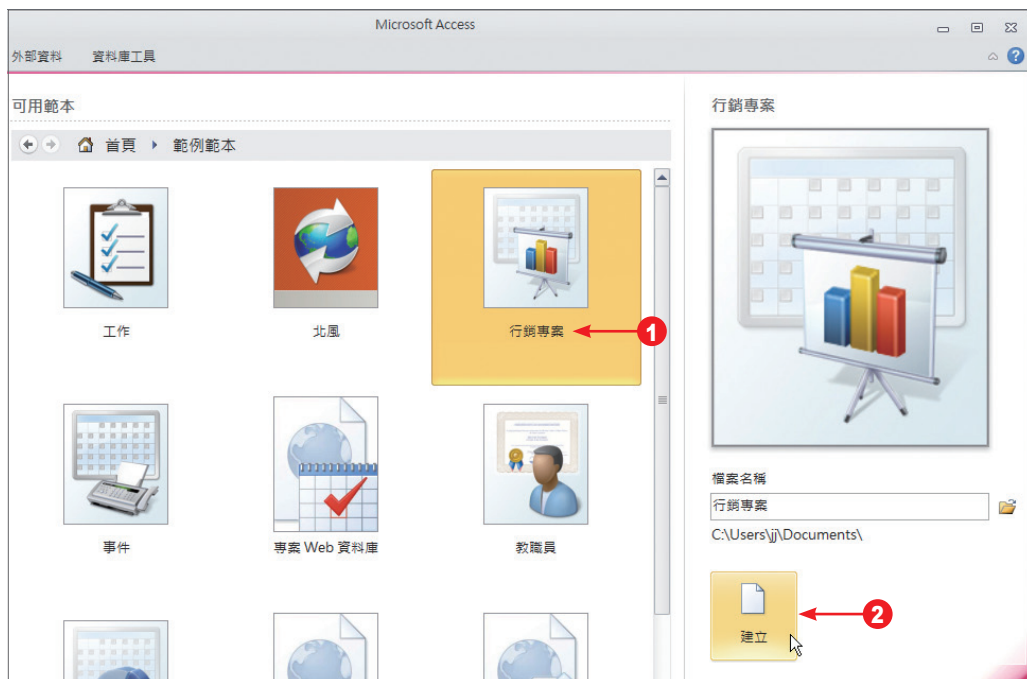 Microsoft Access
外部資料 資料庫工具
可用範本
首頁 範例範本
工作
北風
行銷專案
1
事件
專案 Web 資料庫
教職員
行銷專案
檔案名稱
行銷專案
C:\Users\jj\Documents\
建立
2